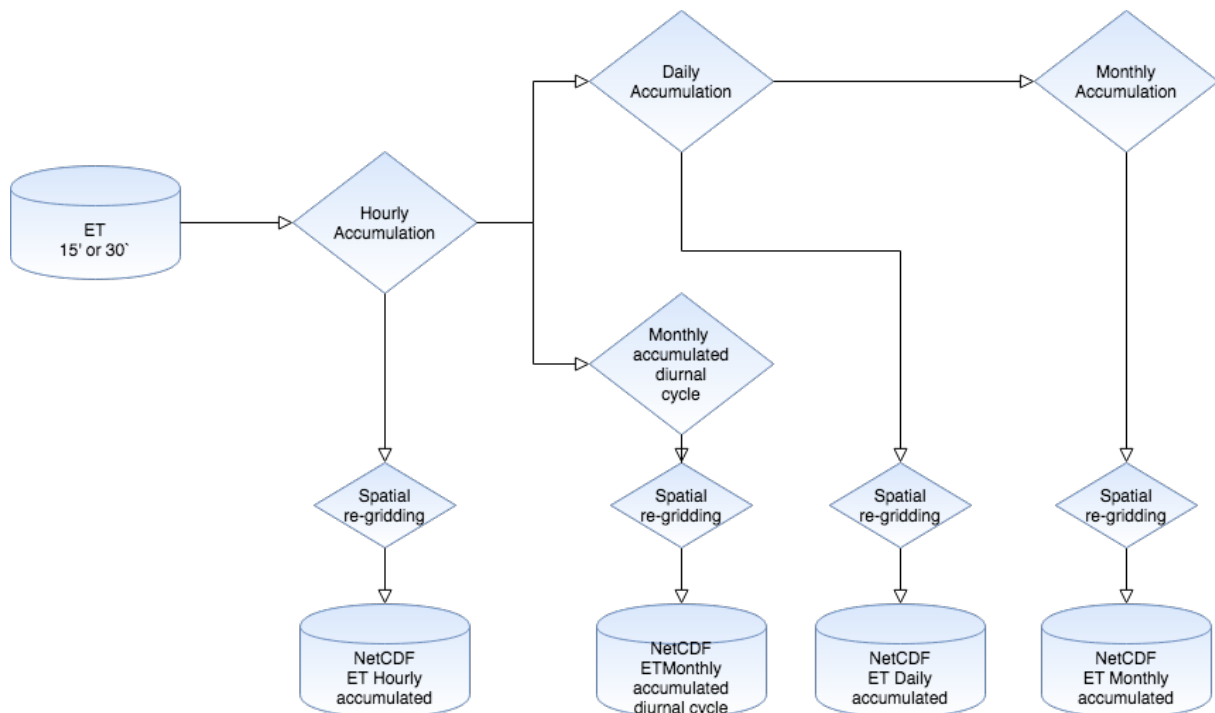 Daily
Accumulation
Monthly
Accumulation
ET
15' or 30`
Hourly
Accumulation
Monthly
accumulated
diurnal
cycle
Spatial
re-gridding
Spatial
re-gridding
Spatial
re-gridding
Spatial
re-gridding
NetCDF
ET Hourly
accumulated
NetCDF
ETMonthly
accumulated
diurnal cycle
NetCDF
ET Daily
accumulated
NetCDF
ET Monthly
accumulated